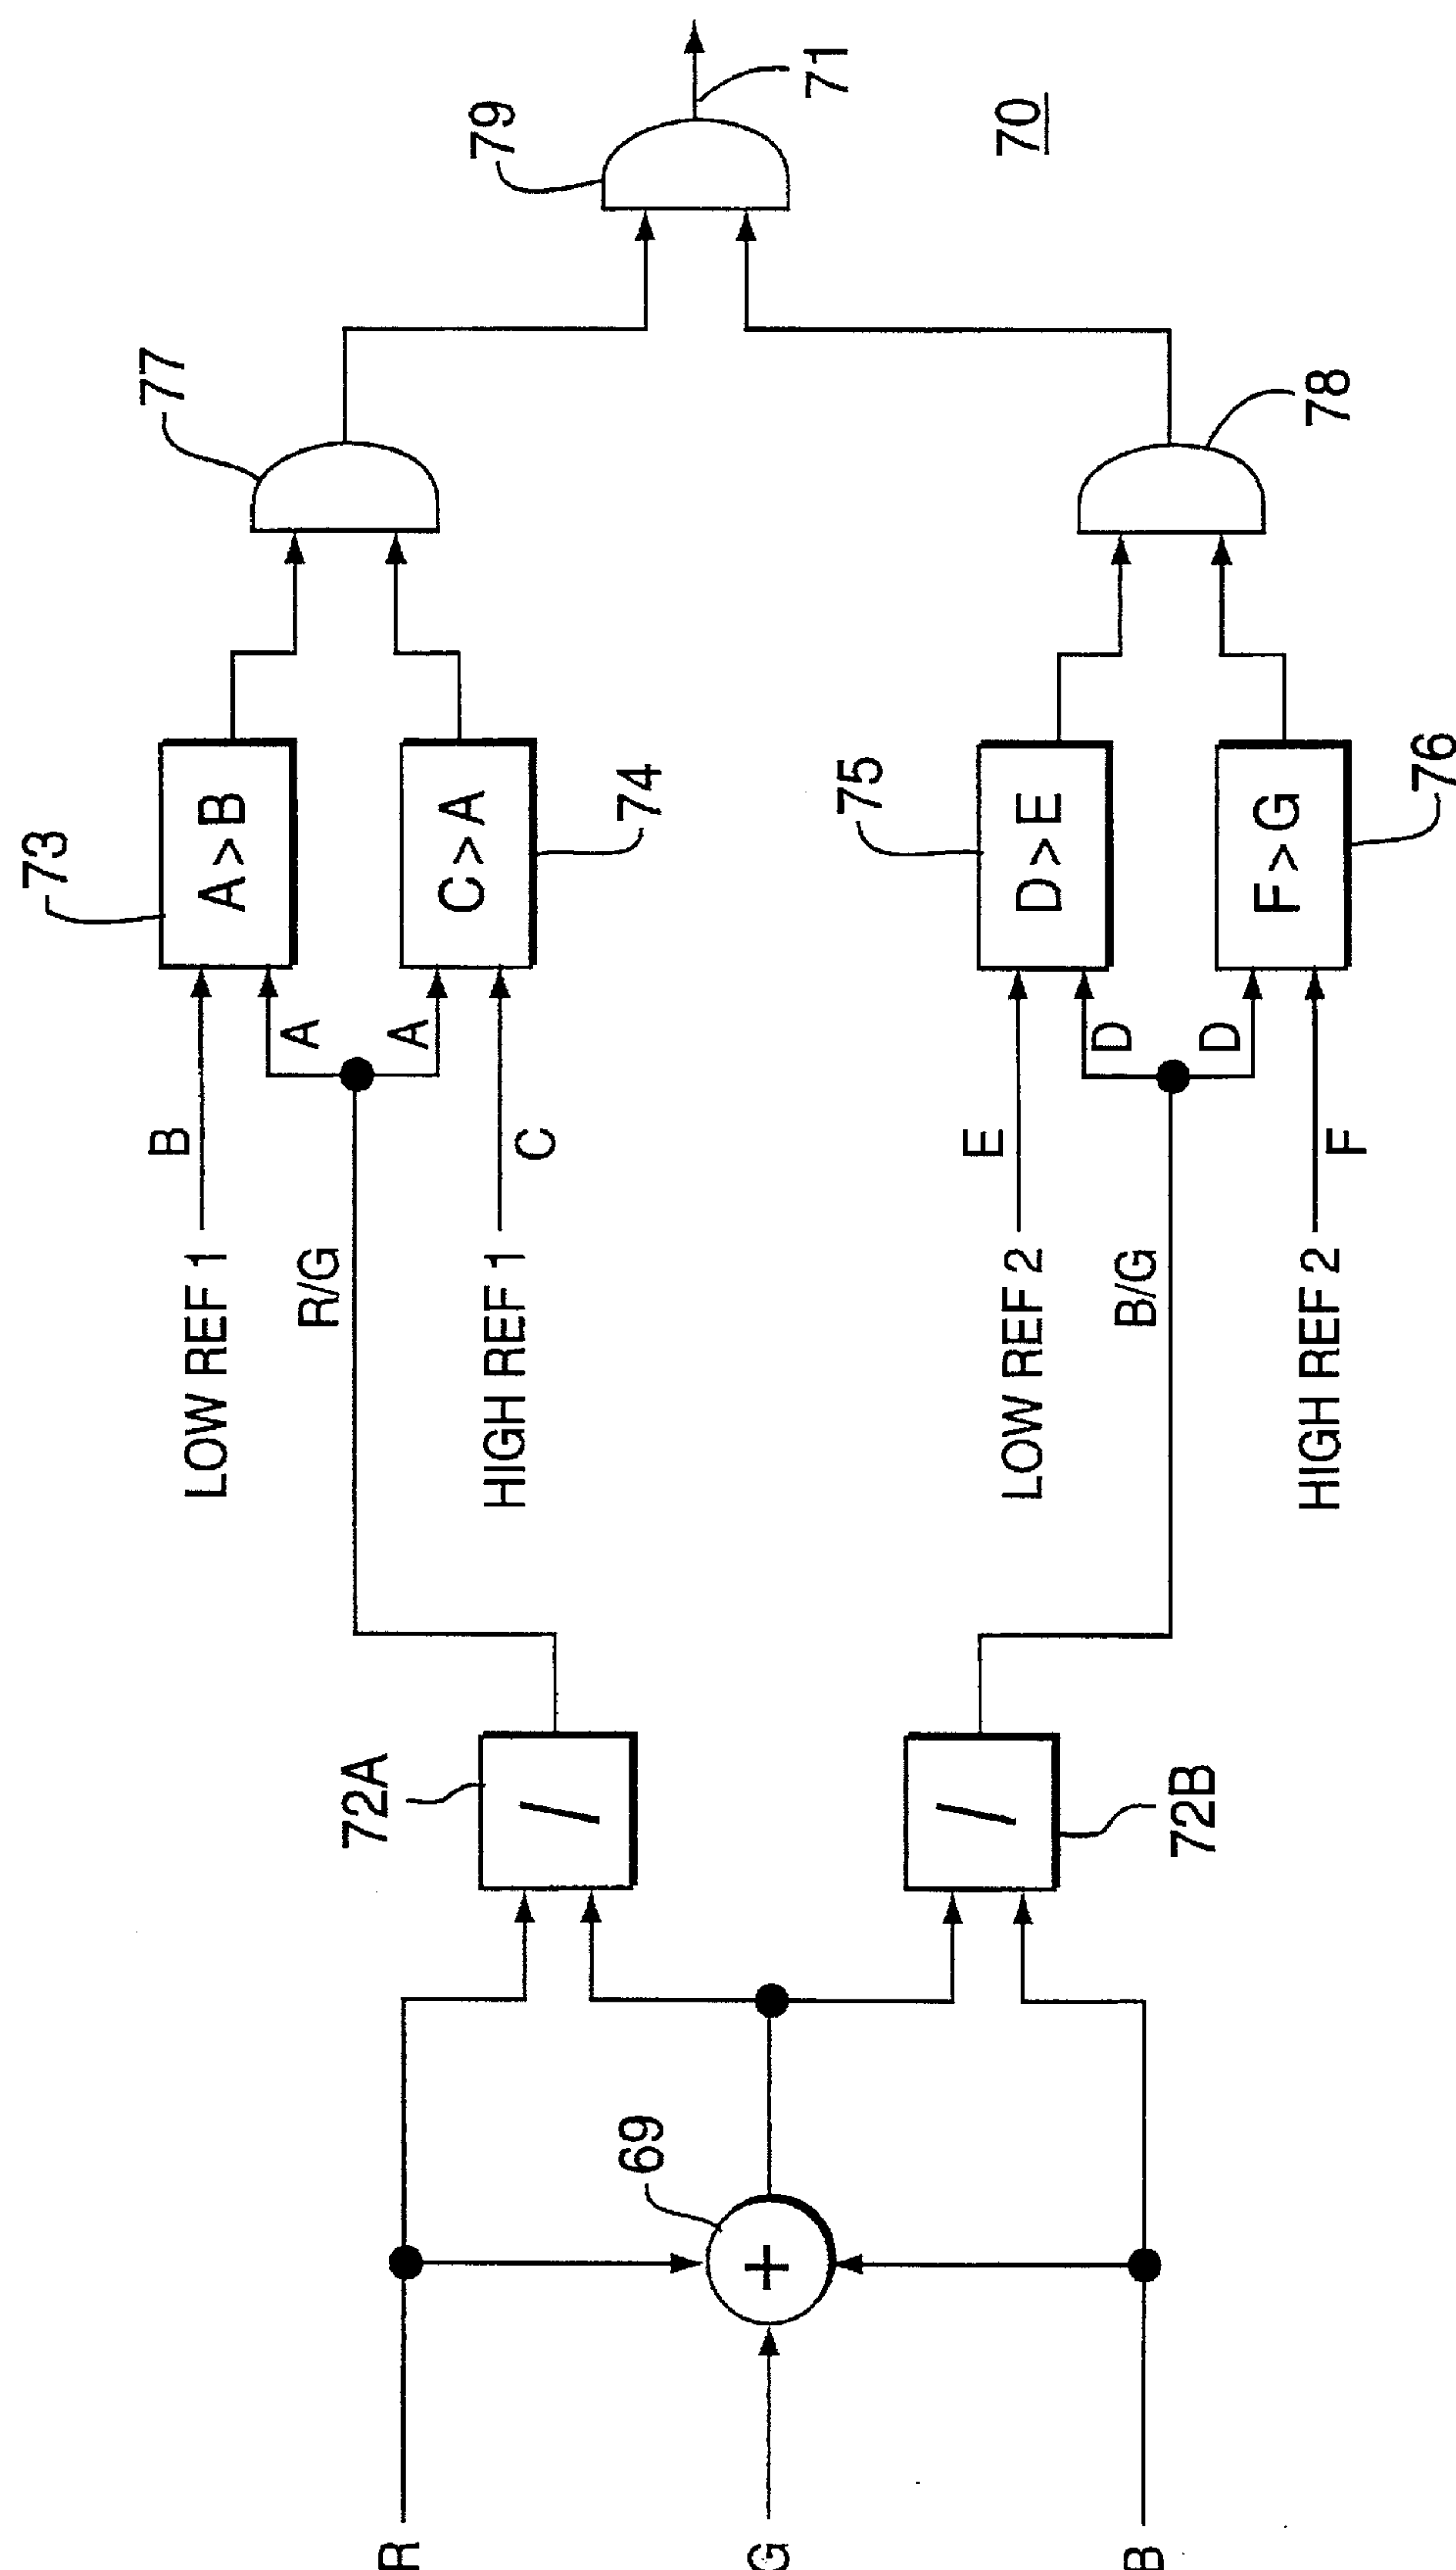 R
G
B
69
+
72A
/
72B
/
R/G
B/G
LOW REF 1
B
HIGH REF 1
C
A
A
LOW REF 2
E
HIGH REF 2
F
D
D
73
A>B
C>A
74
75
D>E
F>G
76
77
78
79
71
70